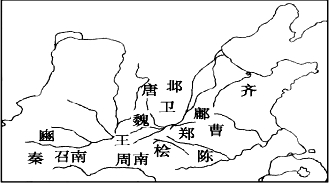 唐 邶
齐
卫
魏 鄘
郑 曹
豳 王
桧
秦 召南 周南 陈